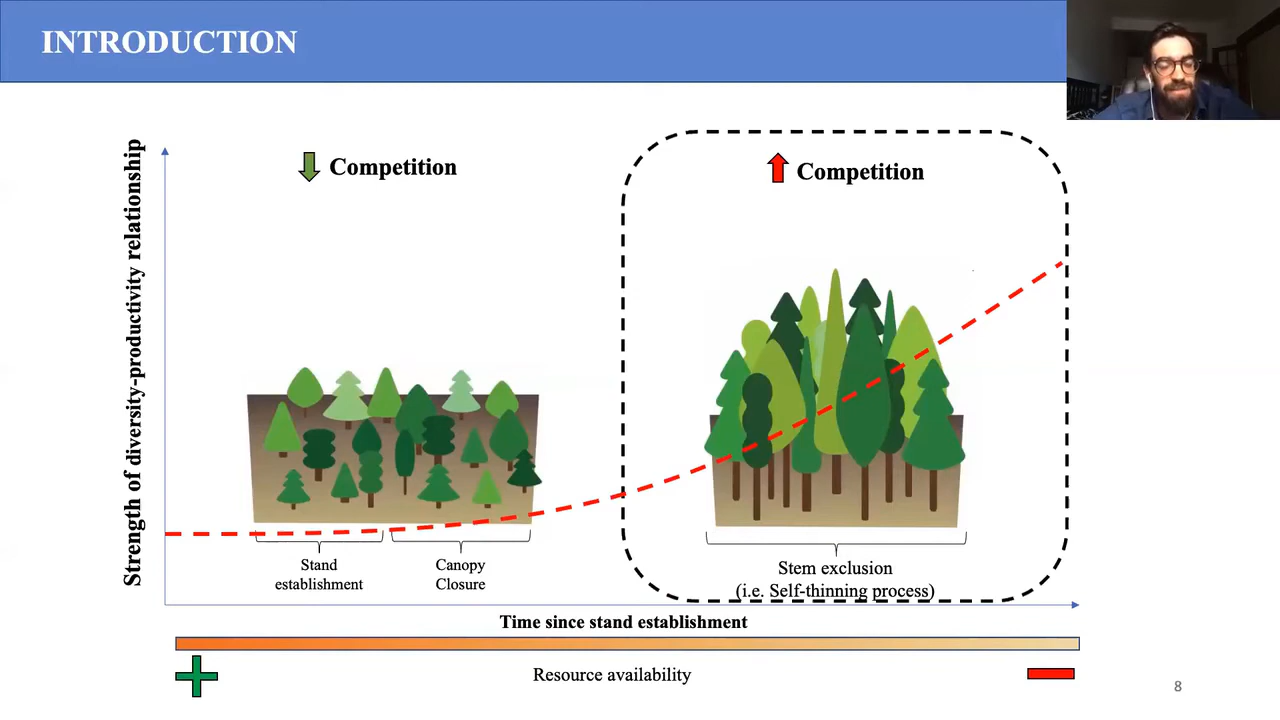 INTRODUCTION
Competition
Competition
Strength of diversity-productivity relationship
Stand
establishment
Canopy
Closure
Stem exclusion
(i.e. Self-thinning process)
Time since stand establishment
Resource availability
8